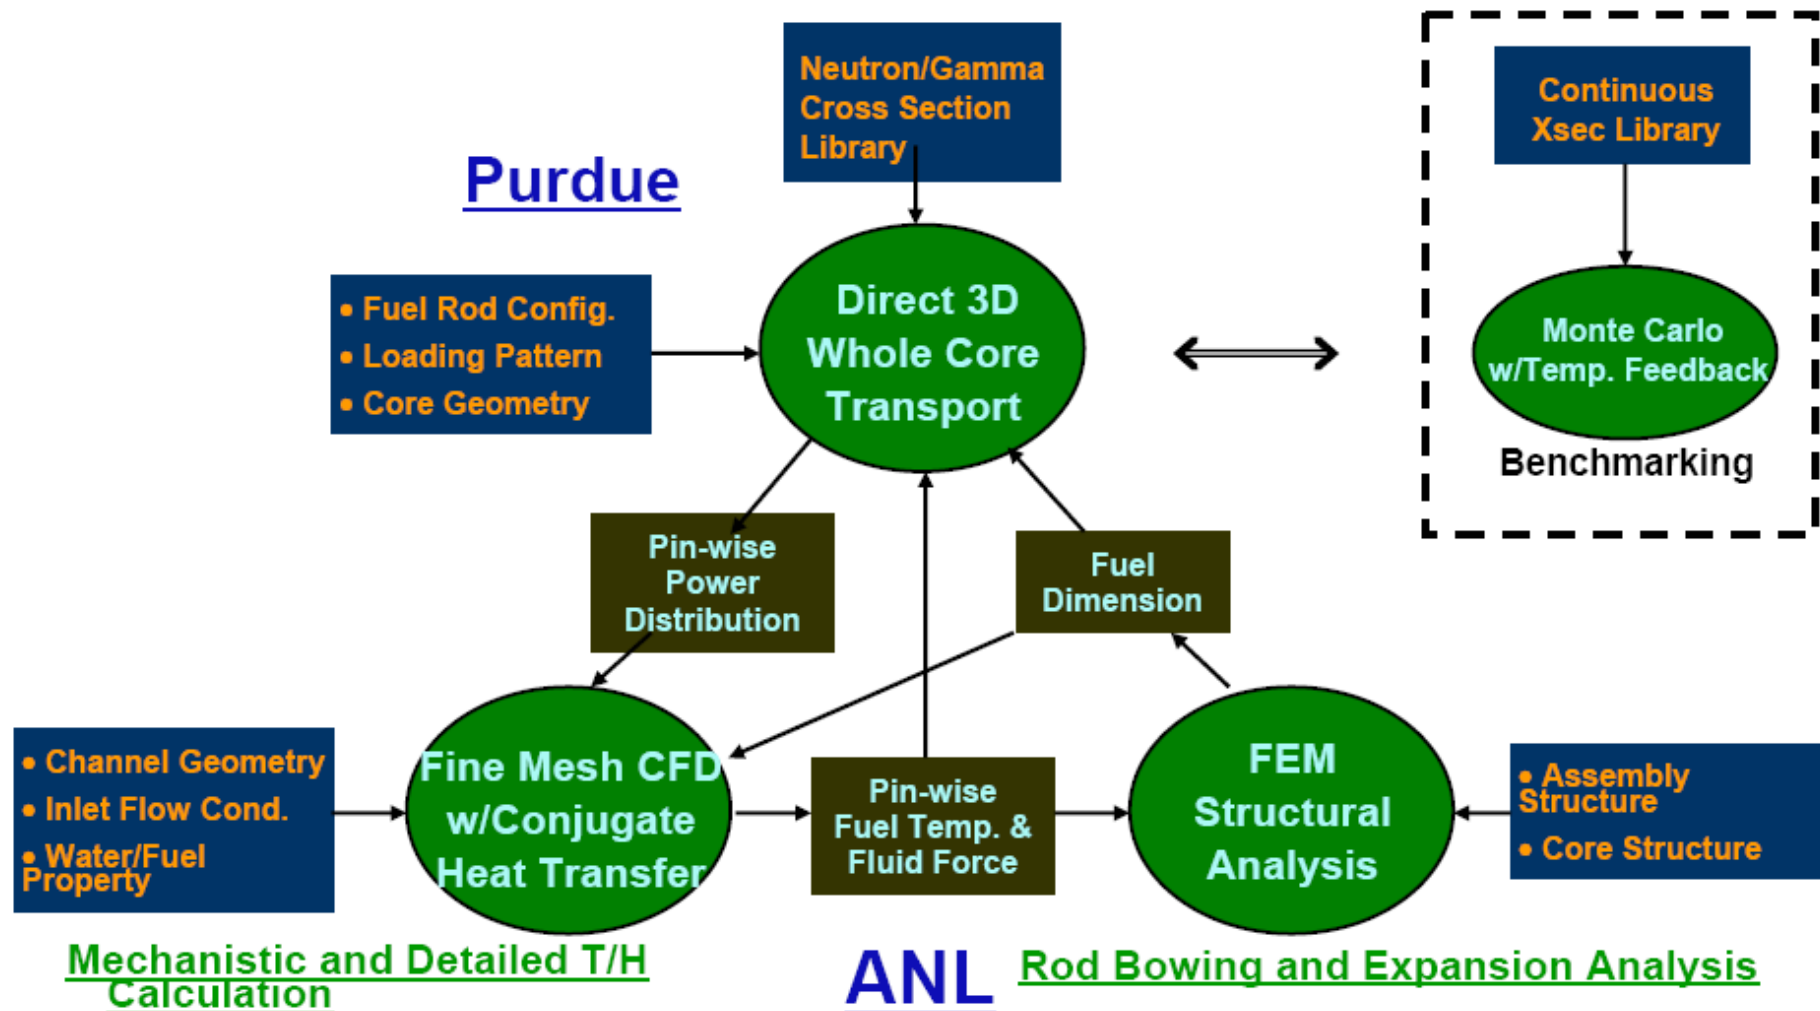 Neutron/Gamma
Cross Section
Library
Continuous
Xsec Library
Purdue
• Fuel Rod Config.
• Loading Pattern
• Core Geometry
Direct 3D
Whole Core
Transport
Monte Carlo
w/Temp. Feedback
Benchmarking
Pin-wise
Power
Distribution
Fuel
Dimension
• Channel Geometry
• Inlet Flow Cond.
• Water/Fuel
Property
Fine Mesh CFD
w/Conjugate
Heat Transfer
Pin-wise
Fuel Temp. &
Fluid Force
FEM
Structural
Analysis
• Assembly
Structure
• Core Structure
Mechanistic and Detailed T/H
Calculation
ANL
Rod Bowing and Expansion Analysis